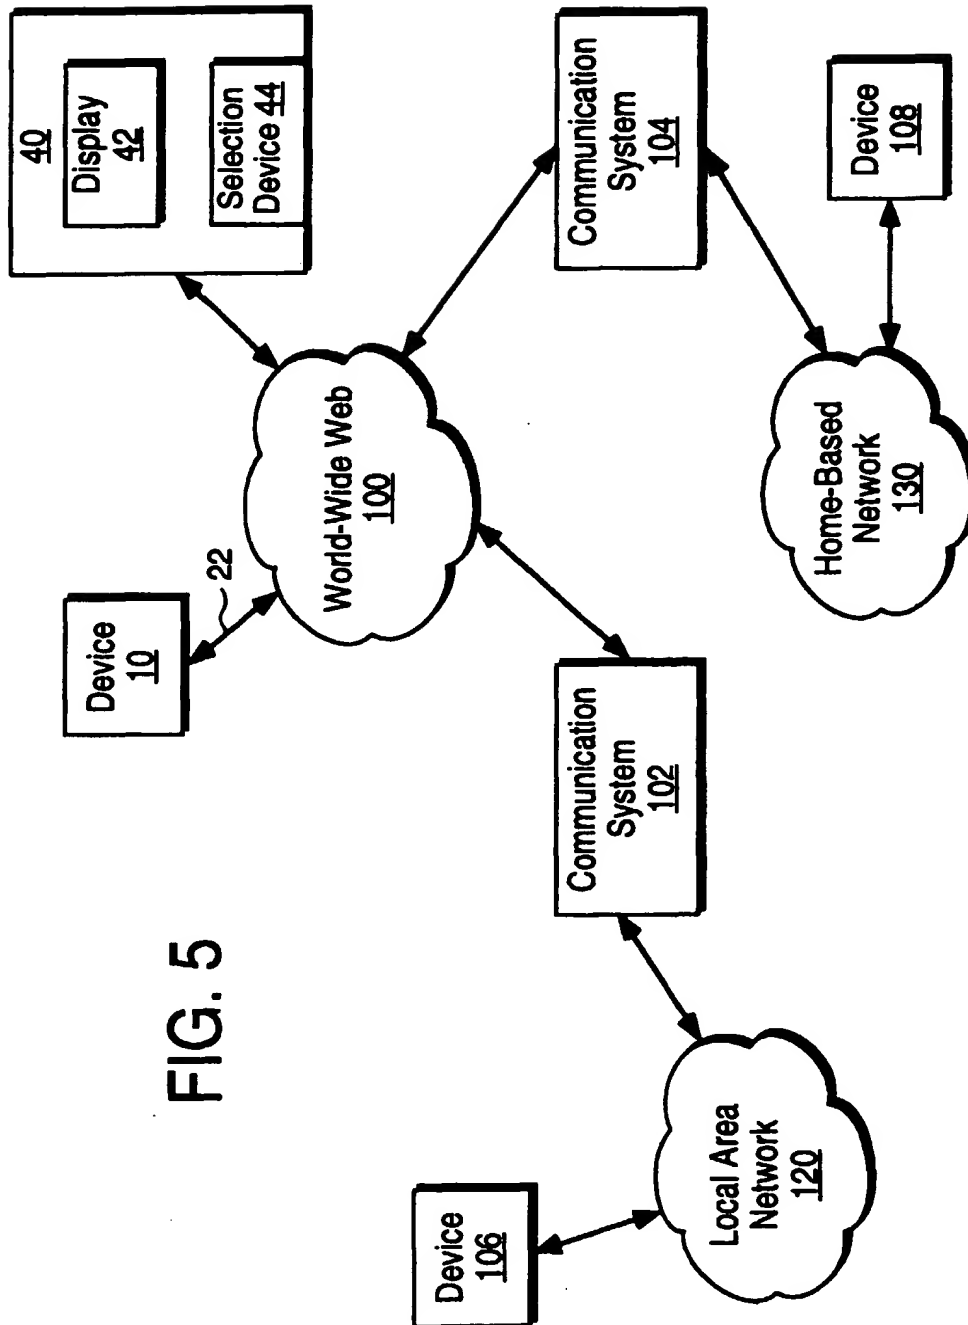 FIG. 5
Device
106
Local Area
Network
120
Device
10
22
Communication
System
102
World-Wide Web
100
40
Display
42
Selection
Device 44
Communication
System
104
Home-Based
Network
130
Device
108